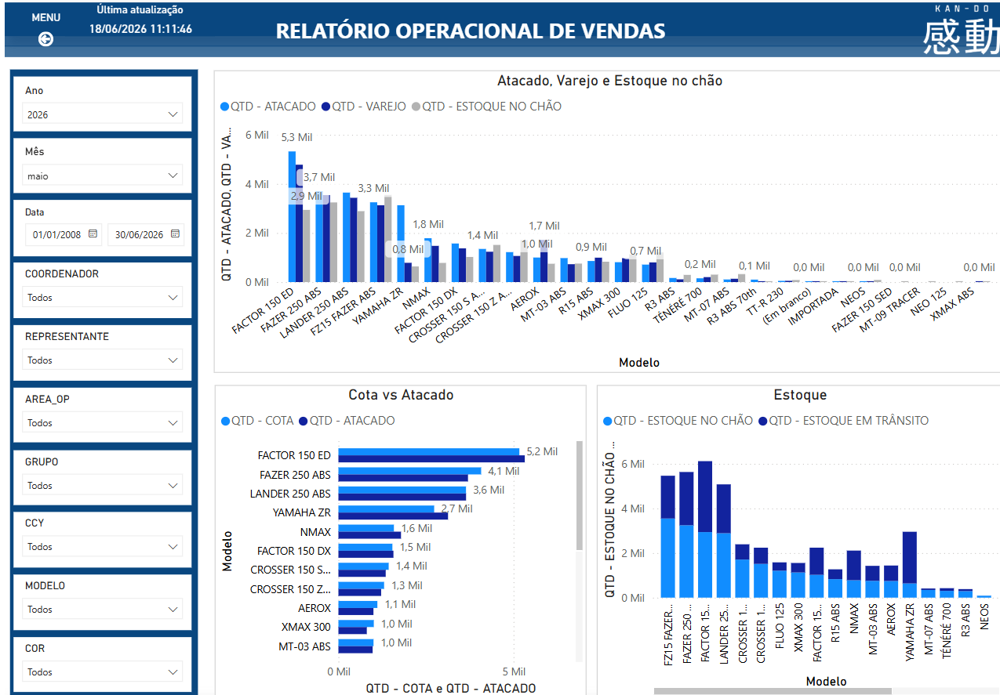 MENU
Última atualização
18/06/2026 11:11:46
RELATÓRIO OPERACIONAL DE VENDAS
KAN-DO
感動
Ano
2026
Mês
maio
Data
01/01/2008
30/06/2026
COORDENADOR
Todos
REPRESENTANTE
Todos
AREA_OP
Todos
GRUPO
Todos
CCY
Todos
MODELO
Todos
COR
Todos
Atacado, Varejo e Estoque no chão
QTD - ATACADO QTD - VAREJO QTD - ESTOQUE NO CHÃO
QTD - ATACADO, QTD - VA...
6 Mil
4 Mil
2 Mil
0 Mil
5,3 Mil
2,9 Mil
3,7 Mil
3,3 Mil
0,8 Mil
1,8 Mil
1,4 Mil
1,0 Mil
1,7 Mil
0,9 Mil
0,7 Mil
0,2 Mil
0,1 Mil
0,0 Mil
0,0 Mil
0,0 Mil
0,0 Mil
FACTOR 150 ED
FAZER 250 ABS
LANDER 250 ABS
FZ15 FAZER ABS
YAMAHA ZR
NMAX
FACTOR 150 DX
CROSSER 150 S A...
CROSSER 150 Z A...
AEROX
MT-03 ABS
R15 ABS
XMAX 300
FLUO 125
R3 ABS
TÉNÉRÉ 700
MT-07 ABS
R3 ABS 70th
TT-R 230
(Em branco)
IMPORTADA
NEOS
FAZER 150 SED
MT-09 TRACER
NEO 125
XMAX ABS
Modelo
Cota vs Atacado
QTD - COTA QTD - ATACADO
Modelo
FACTOR 150 ED 5,2 Mil
FAZER 250 ABS 4,1 Mil
LANDER 250 ABS 3,6 Mil
YAMAHA ZR 2,7 Mil
NMAX 1,6 Mil
FACTOR 150 DX 1,5 Mil
CROSSER 150 S... 1,4 Mil
CROSSER 150 Z... 1,3 Mil
AEROX 1,1 Mil
XMAX 300 1,0 Mil
MT-03 ABS 1,0 Mil
0 Mil 5 Mil
QTD - COTA e QTD - ATACADO
Estoque
QTD - ESTOQUE NO CHÃO QTD - ESTOQUE EM TRÂNSITO
QTD - ESTOQUE NO CHÃO ...
6 Mil
4 Mil
2 Mil
0 Mil
FZ15 FAZER...
FAZER 250 ...
FACTOR 15...
LANDER 25...
CROSSER 1...
CROSSER 1...
FLUO 125
XMAX 300
FACTOR 15...
R15 ABS
NMAX
MT-03 ABS
AEROX
YAMAHA ZR
MT-07 ABS
TÉNÉRÉ 700
R3 ABS
NEOS
Modelo